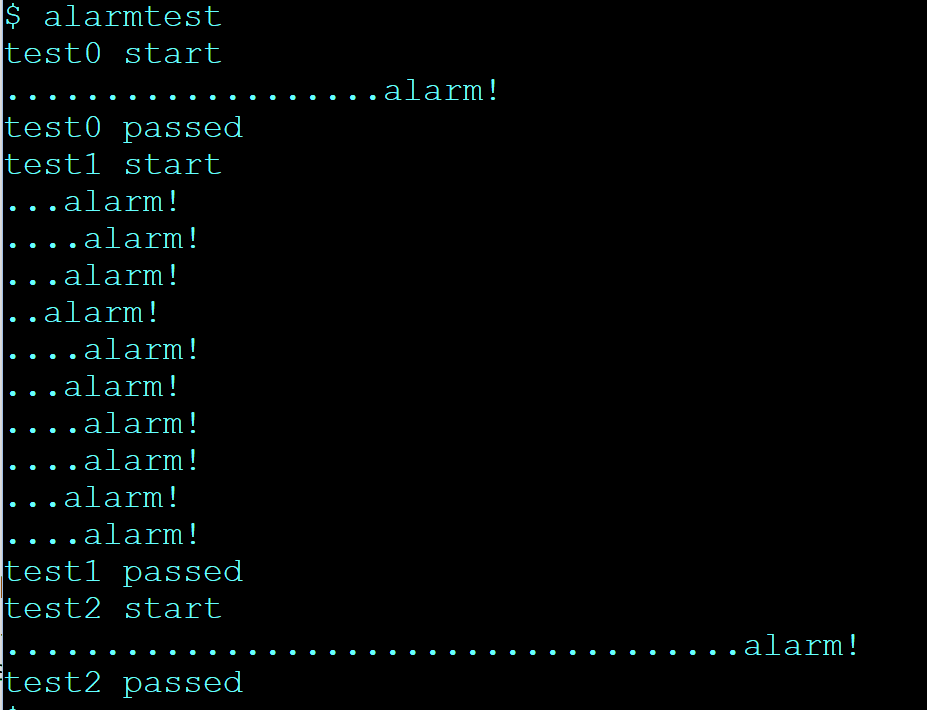 $ alarmtest
test0 start
...................alarm!
test0 passed
test1 start
...alarm!
....alarm!
...alarm!
..alarm!
....alarm!
...alarm!
....alarm!
....alarm!
...alarm!
....alarm!
test1 passed
test2 start
.....................................alarm!
test2 passed